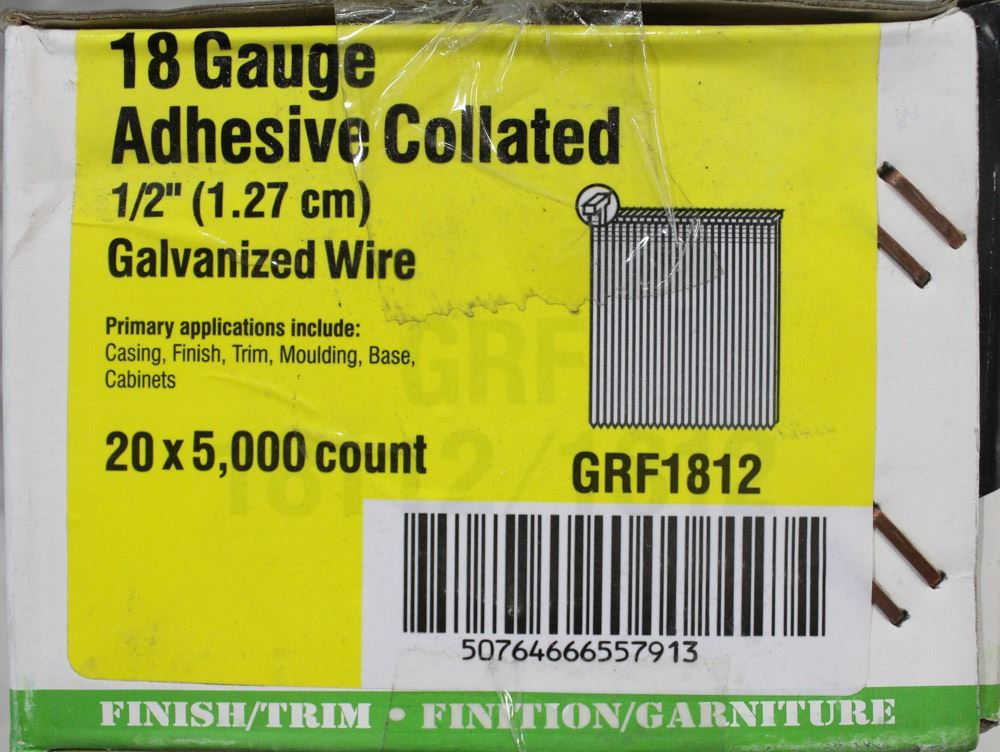 18 Gauge
Adhesive Collated
1/2" (1.27 cm)
Galvanized Wire
Primary applications include:
Casing, Finish, Trim, Moulding, Base,
Cabinets
20 x 5,000 count
GRF1812
50764666557913
FINISH/TRIM • FINITION/GARNITURE